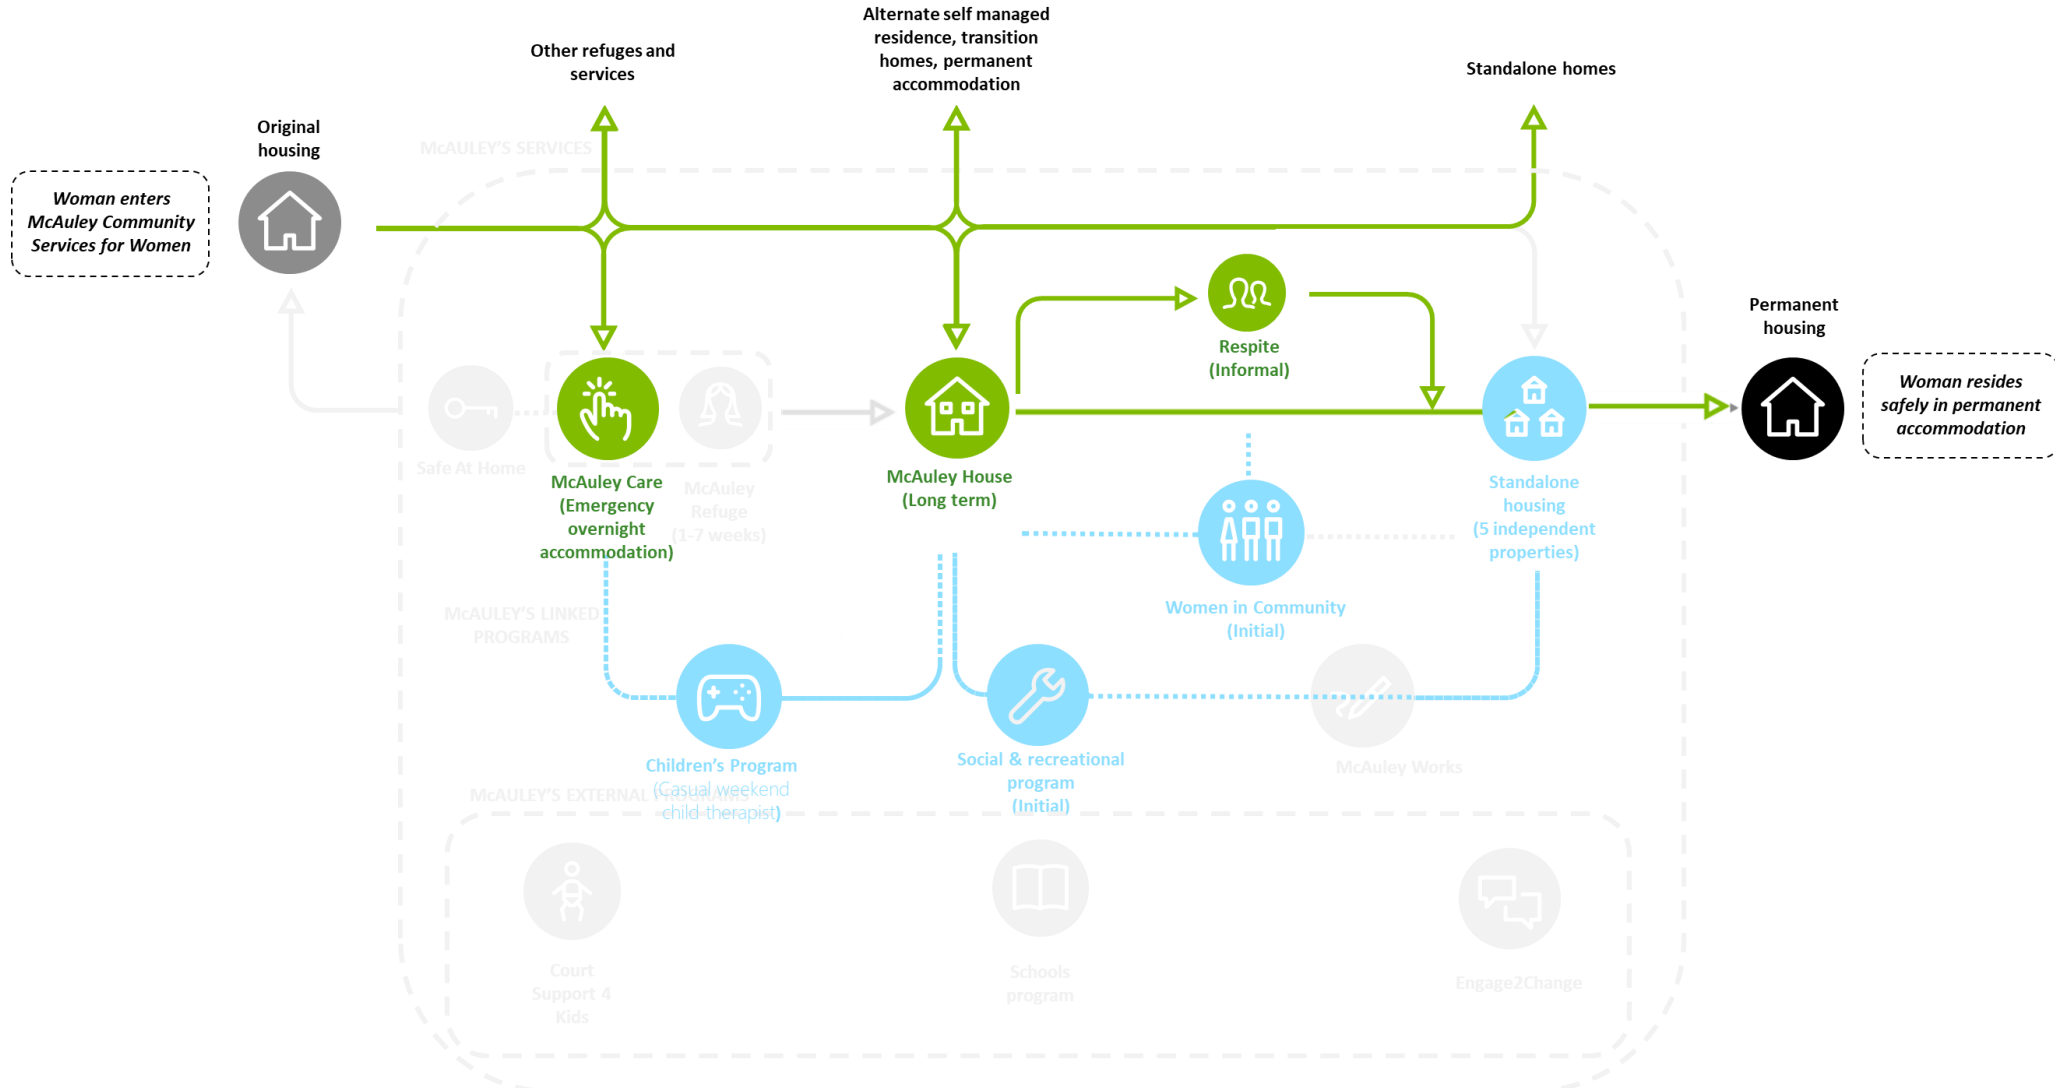 Alternate self managed
residence, transition
homes, permanent
accommodation
Other refuges and
services
Standalone homes
Original
housing
McAULEY'S SERVICES
Woman enters
McAuley Community
Services for Women
Permanent
housing
Respite
(Informal)
Woman resides
safely in permanent
accommodation
Safe At Home
McAuley Care
(Emergency
overnight
accommodation)
McAuley
Refuge
(1-7 weeks)
McAuley House
(Long term)
Standalone
housing
(5 independent
properties)
McAULEY'S LINKED
PROGRAMS
Women in Community
(Initial)
Children's Program
(Casual weekend
child therapist)
Social & recreational
program
(Initial)
McAuley Works
McAULEY'S EXTERNAL PROGRAMS
Court
Support 4
Kids
Schools
program
Engage2Change